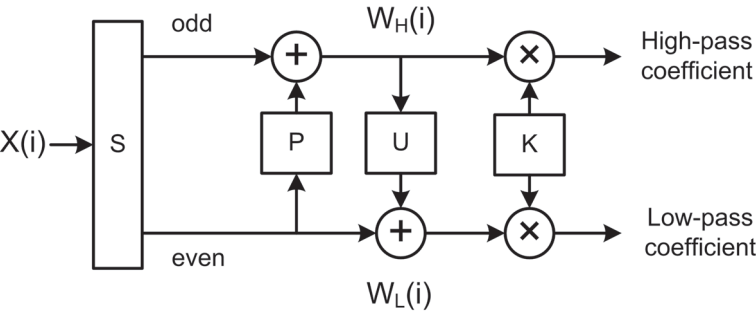 odd
W_H(i)
+
×
High-pass
coefficient
X(i)
S
P
U
K
even
+
×
Low-pass
coefficient
W_L(i)